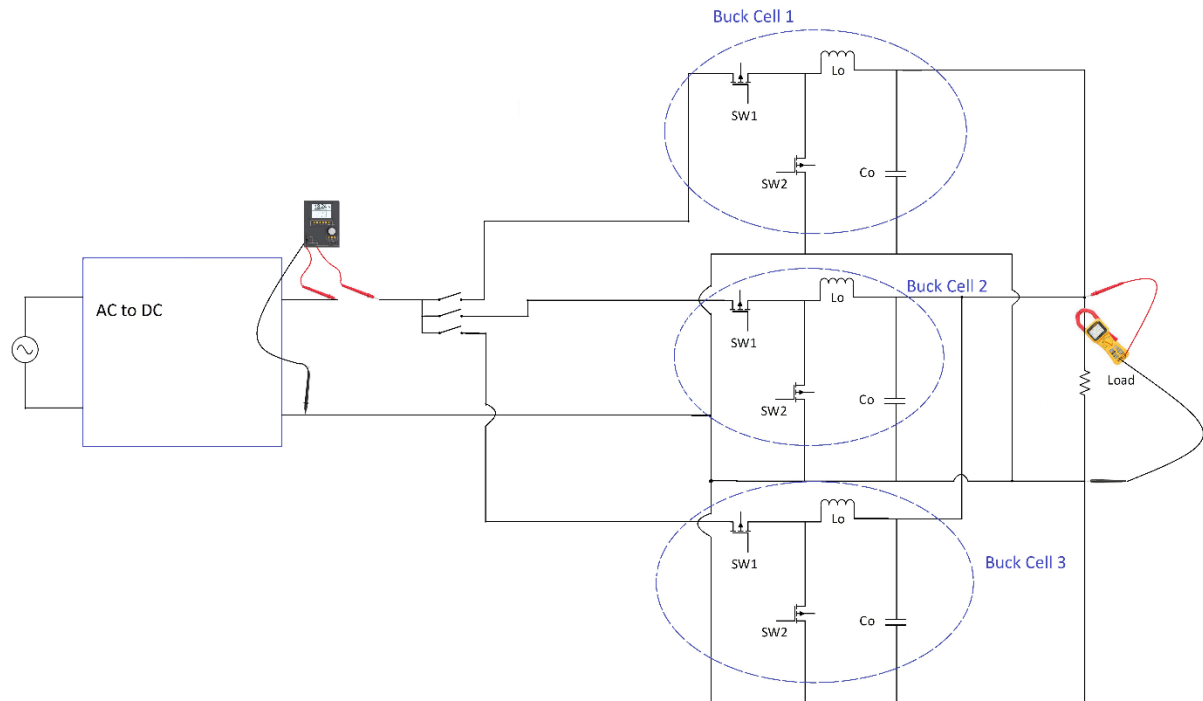 Buck Cell 1
Lo
SW1
SW2
Co
AC to DC
Buck Cell 2
Lo
SW1
SW2
Co
Load
Buck Cell 3
Lo
SW1
SW2
Co